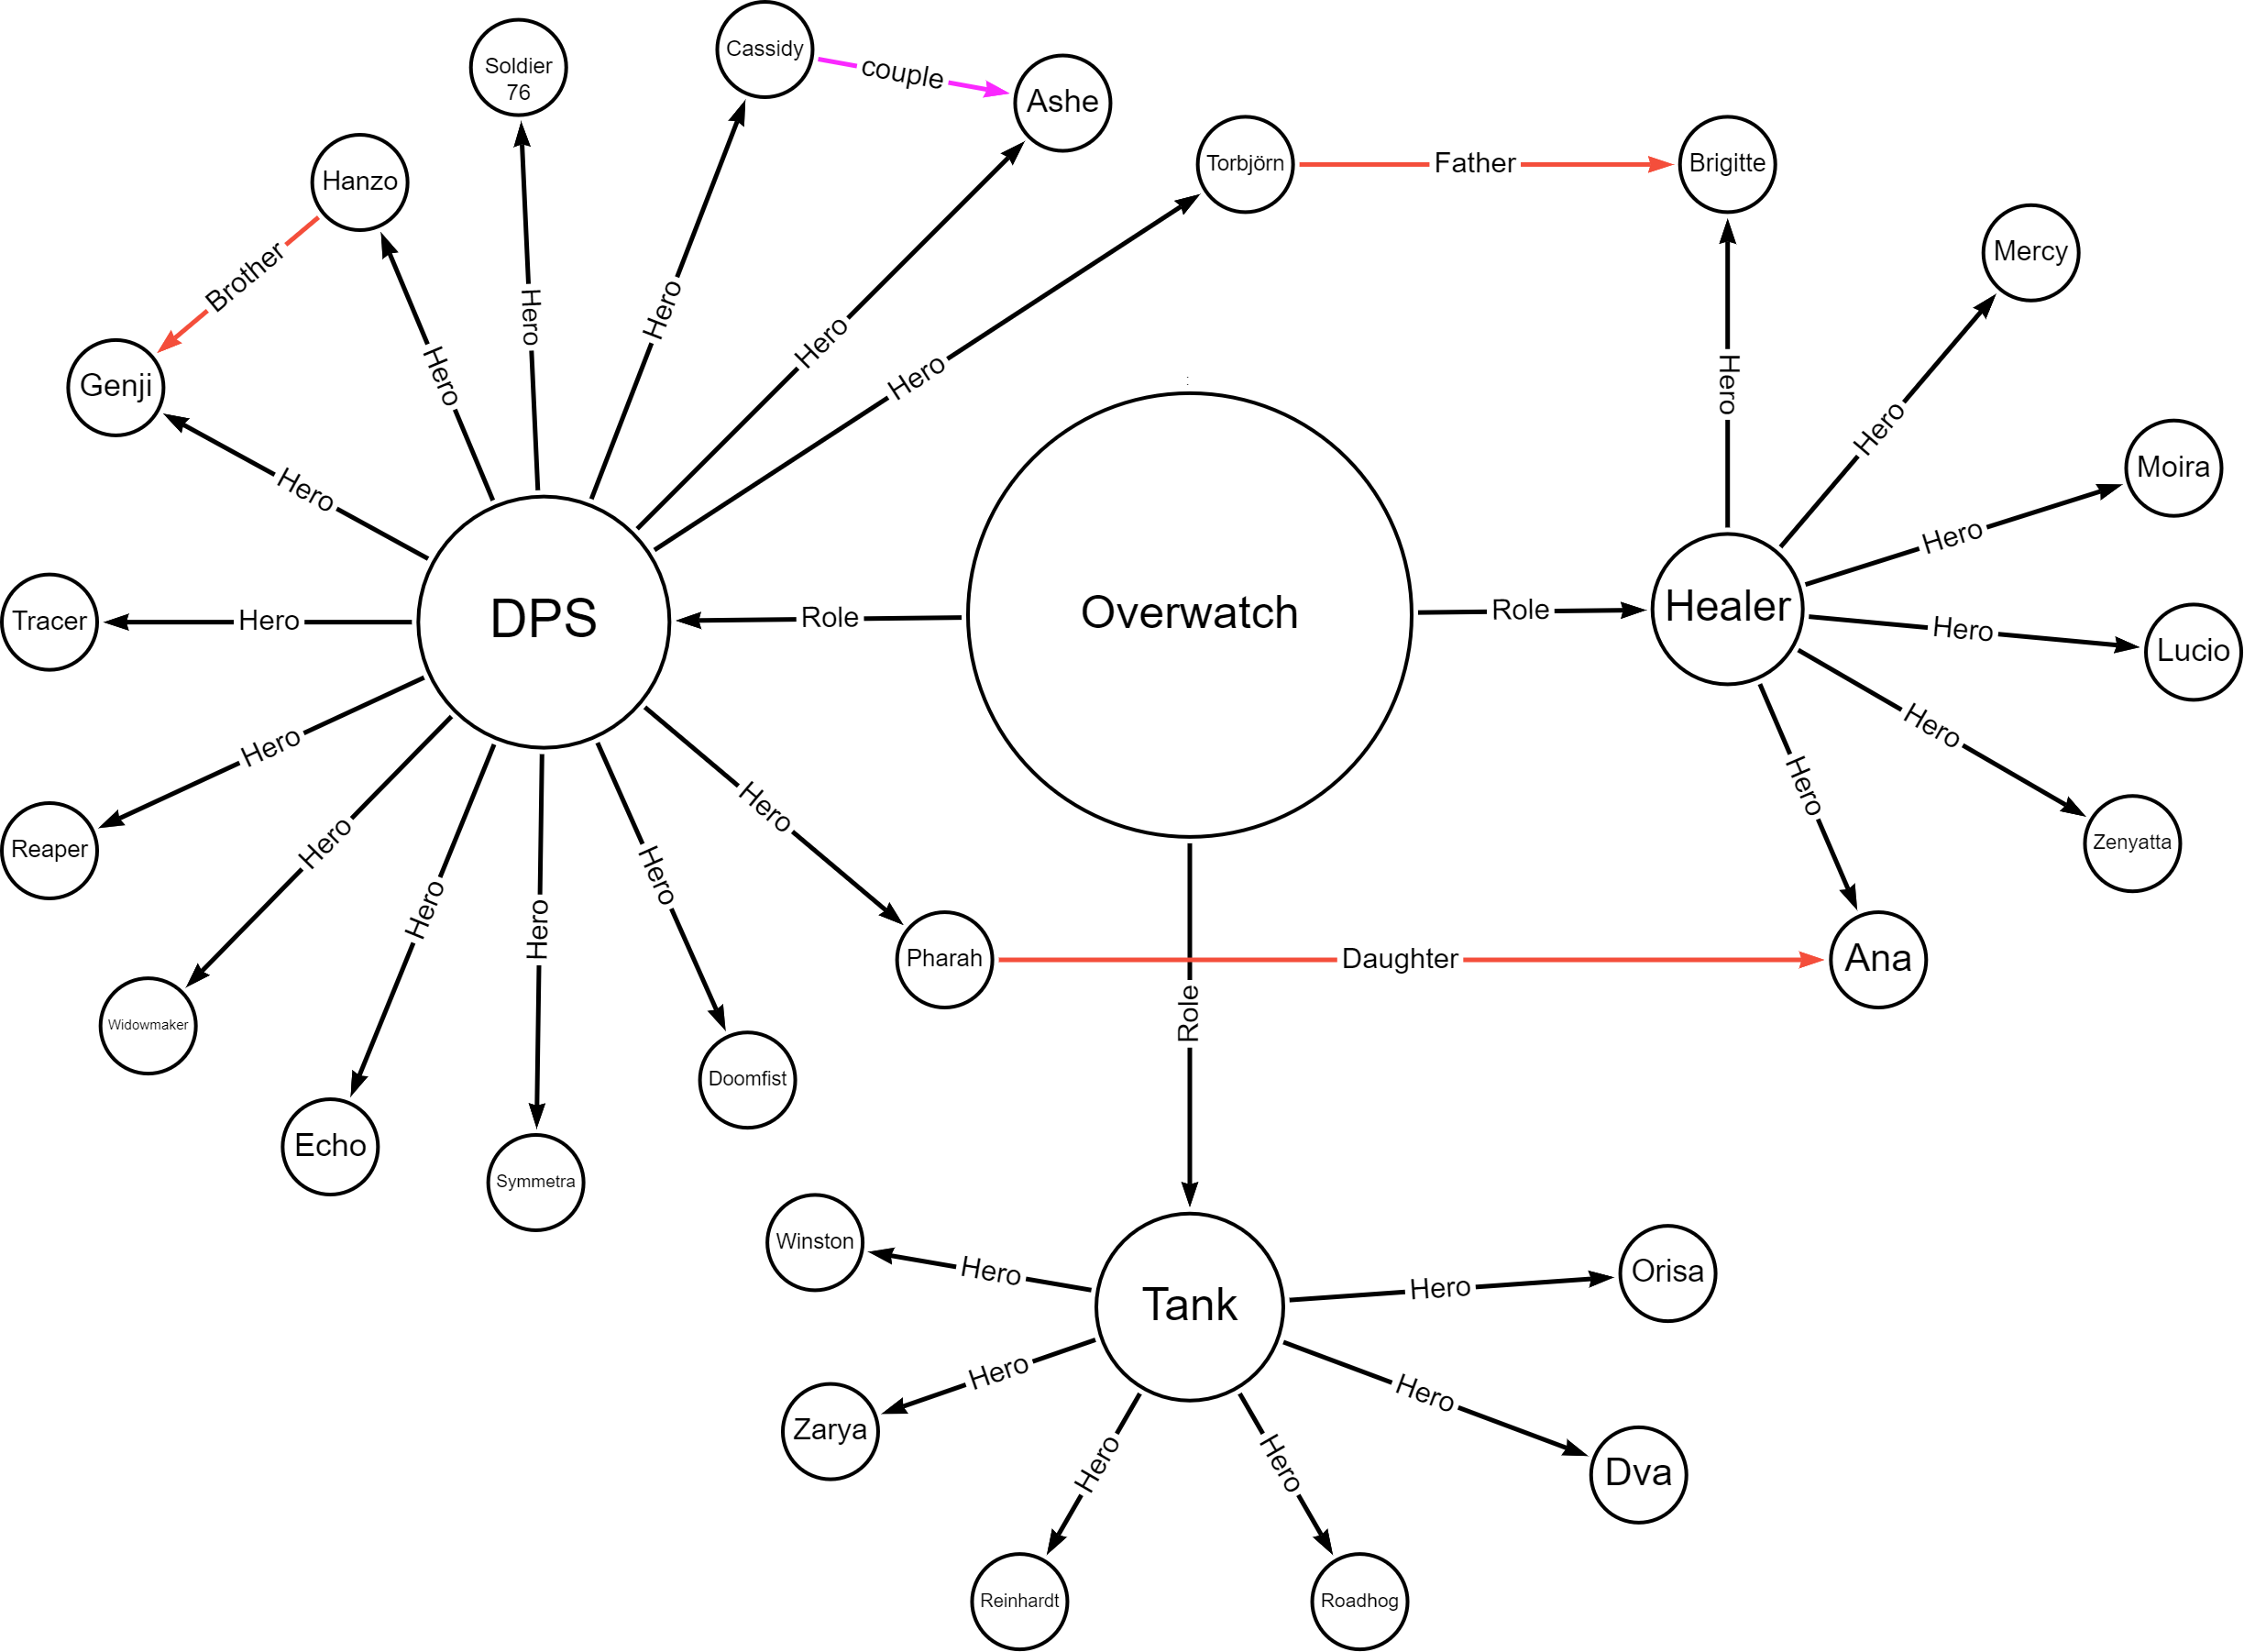 Cassidy
Soldier
76
couple
Ashe
Torbjörn
Father
Brigitte
Hanzo
Mercy
Brother
Hero
Hero
Hero
Hero
Hero
Genji
Hero
Hero
Hero
Moira
Hero
Hero
Overwatch
DPS
Role
Role
Healer
Tracer
Hero
Hero
Lucio
Hero
Hero
Hero
Hero
Hero
Reaper
Hero
Hero
Hero
Zenyatta
Pharah
Daughter
Ana
Role
Widowmaker
Doomfist
Echo
Symmetra
Winston
Hero
Tank
Hero
Orisa
Hero
Hero
Zarya
Hero
Hero
Dva
Reinhardt
Roadhog